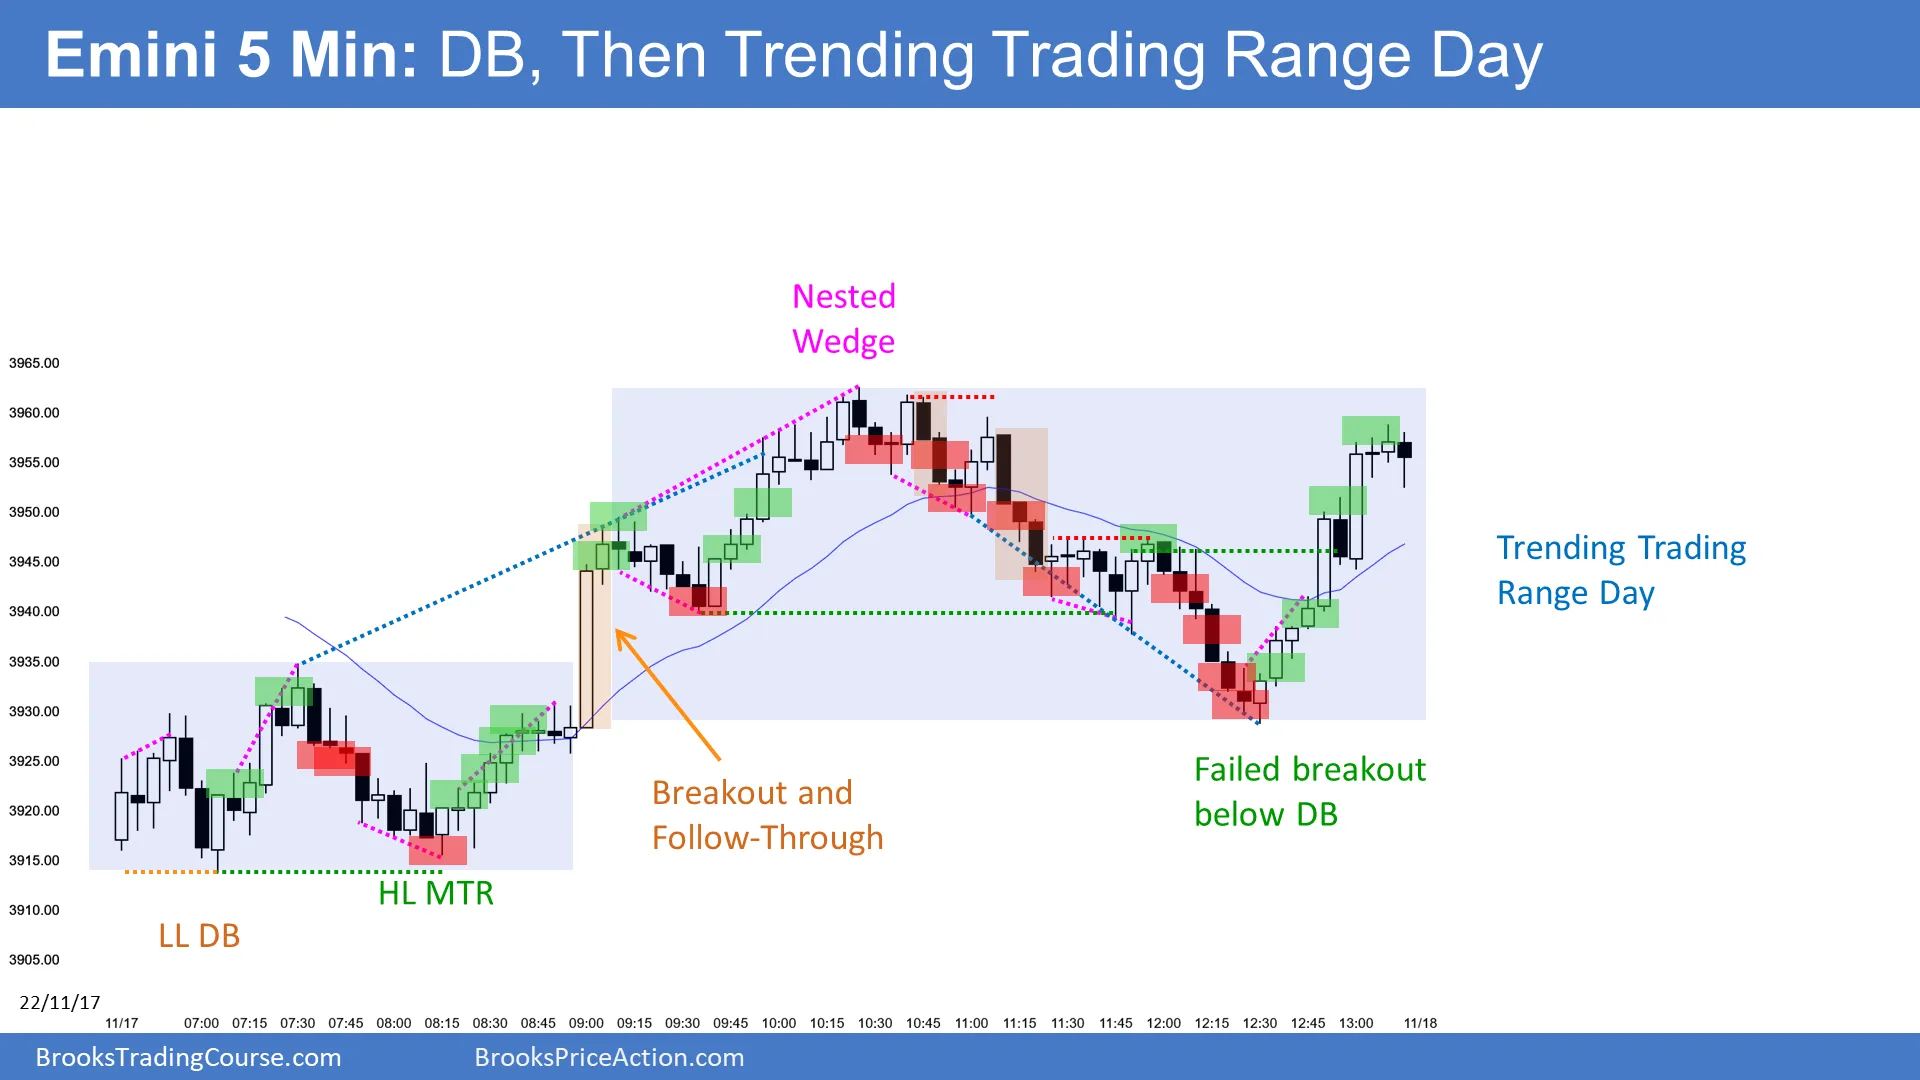 Emini 5 Min: DB, Then Trending Trading Range Day
Nested
Wedge
3965.00
3960.00
3955.00
3950.00
3945.00
3940.00
3935.00
3930.00
3925.00
3920.00
3915.00
3910.00
3905.00
Trending Trading
Range Day
Breakout and
Follow-Through
Failed breakout
below DB
HL MTR
LL DB
22/11/17
11/17 07:00 07:15 07:30 07:45 08:00 08:15 08:30 08:45 09:00 09:15 09:30 09:45 10:00 10:15 10:30 10:45 11:00 11:15 11:30 11:45 12:00 12:15 12:30 12:45 13:00 11/18
BrooksTradingCourse.com BrooksPriceAction.com